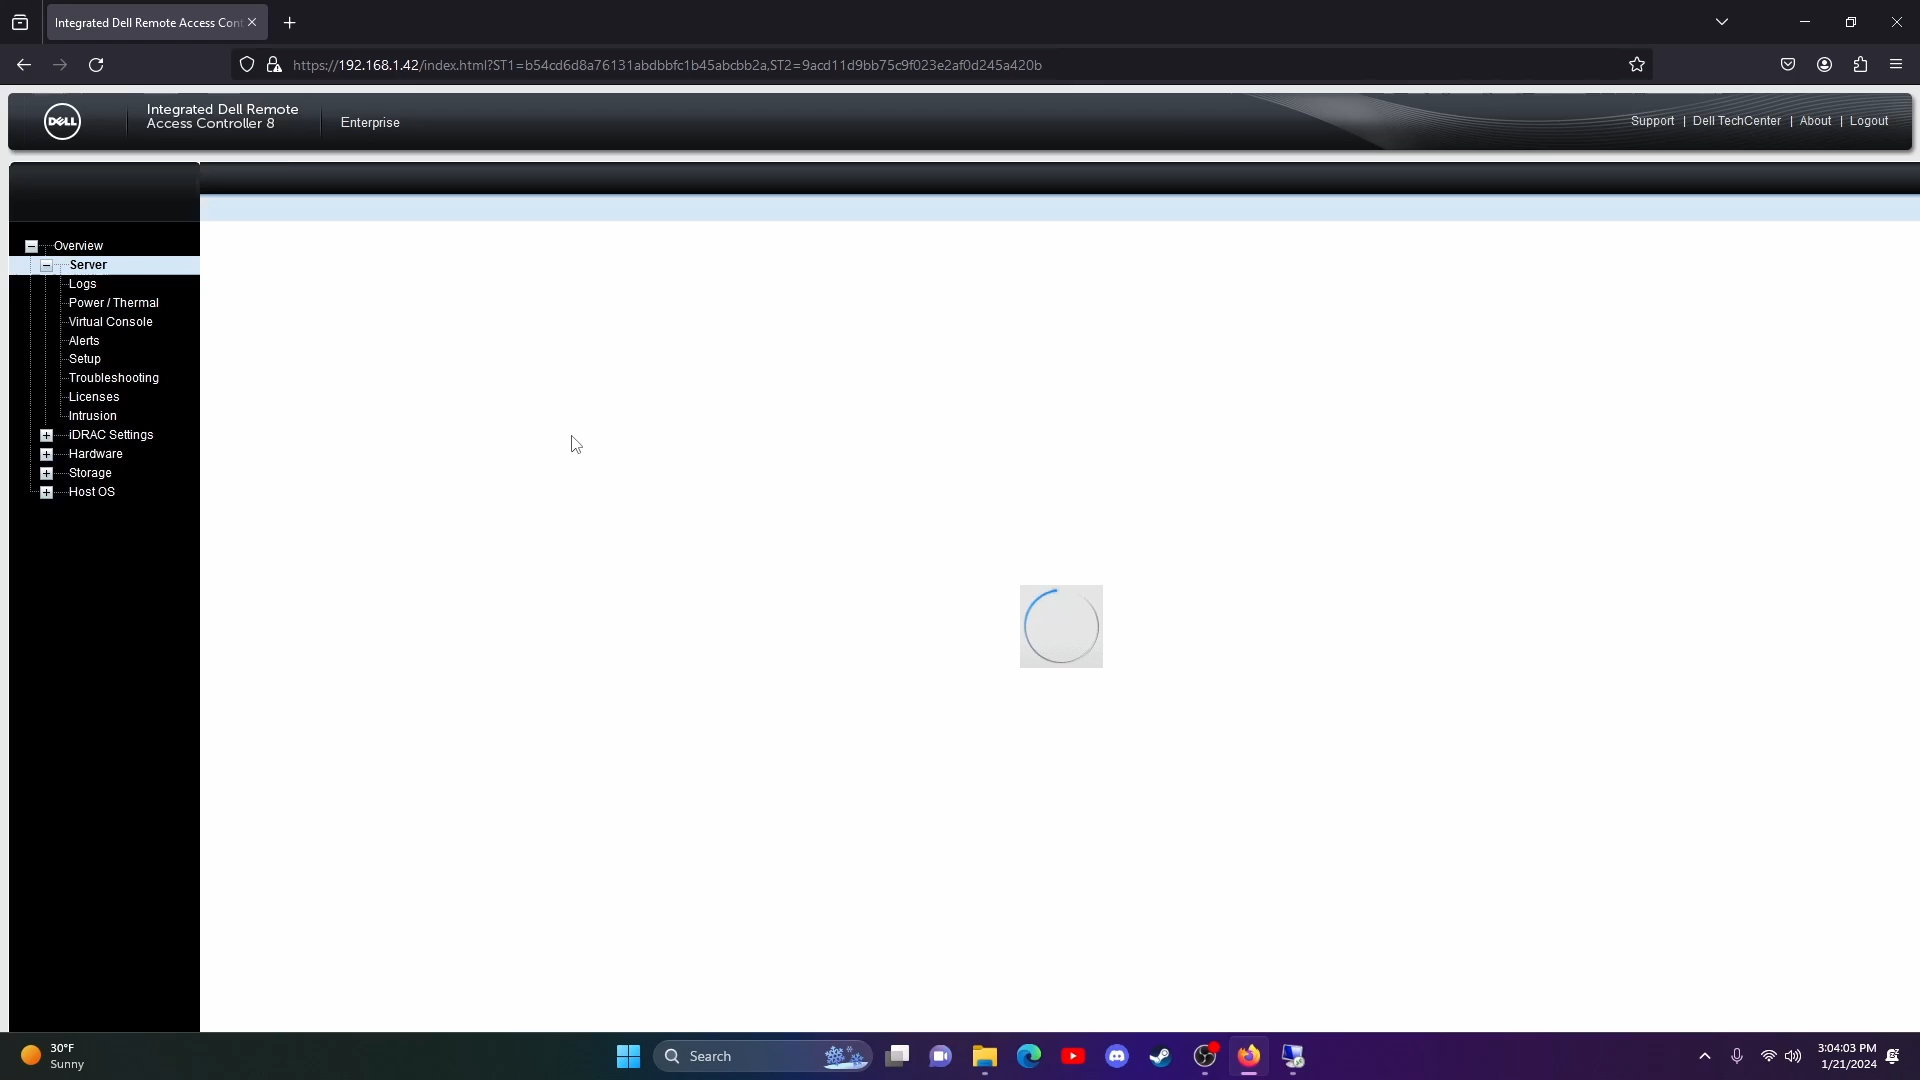 Integrated Dell Remote Access Cont
https://192.168.1.42/index.html?ST1=b54cd6d8a76131abdbbfc1b45abcbb2a,ST2=9acd11d9bb75c9f023e2af0d245a420b
DELL
Integrated Dell Remote
Access Controller 8
Enterprise
Support | Dell TechCenter | About | Logout
Overview
Server
Logs
Power / Thermal
Virtual Console
Alerts
Setup
Troubleshooting
Licenses
Intrusion
iDRAC Settings
Hardware
Storage
Host OS
30°F
Sunny
Search
3:04:03 PM
1/21/2024